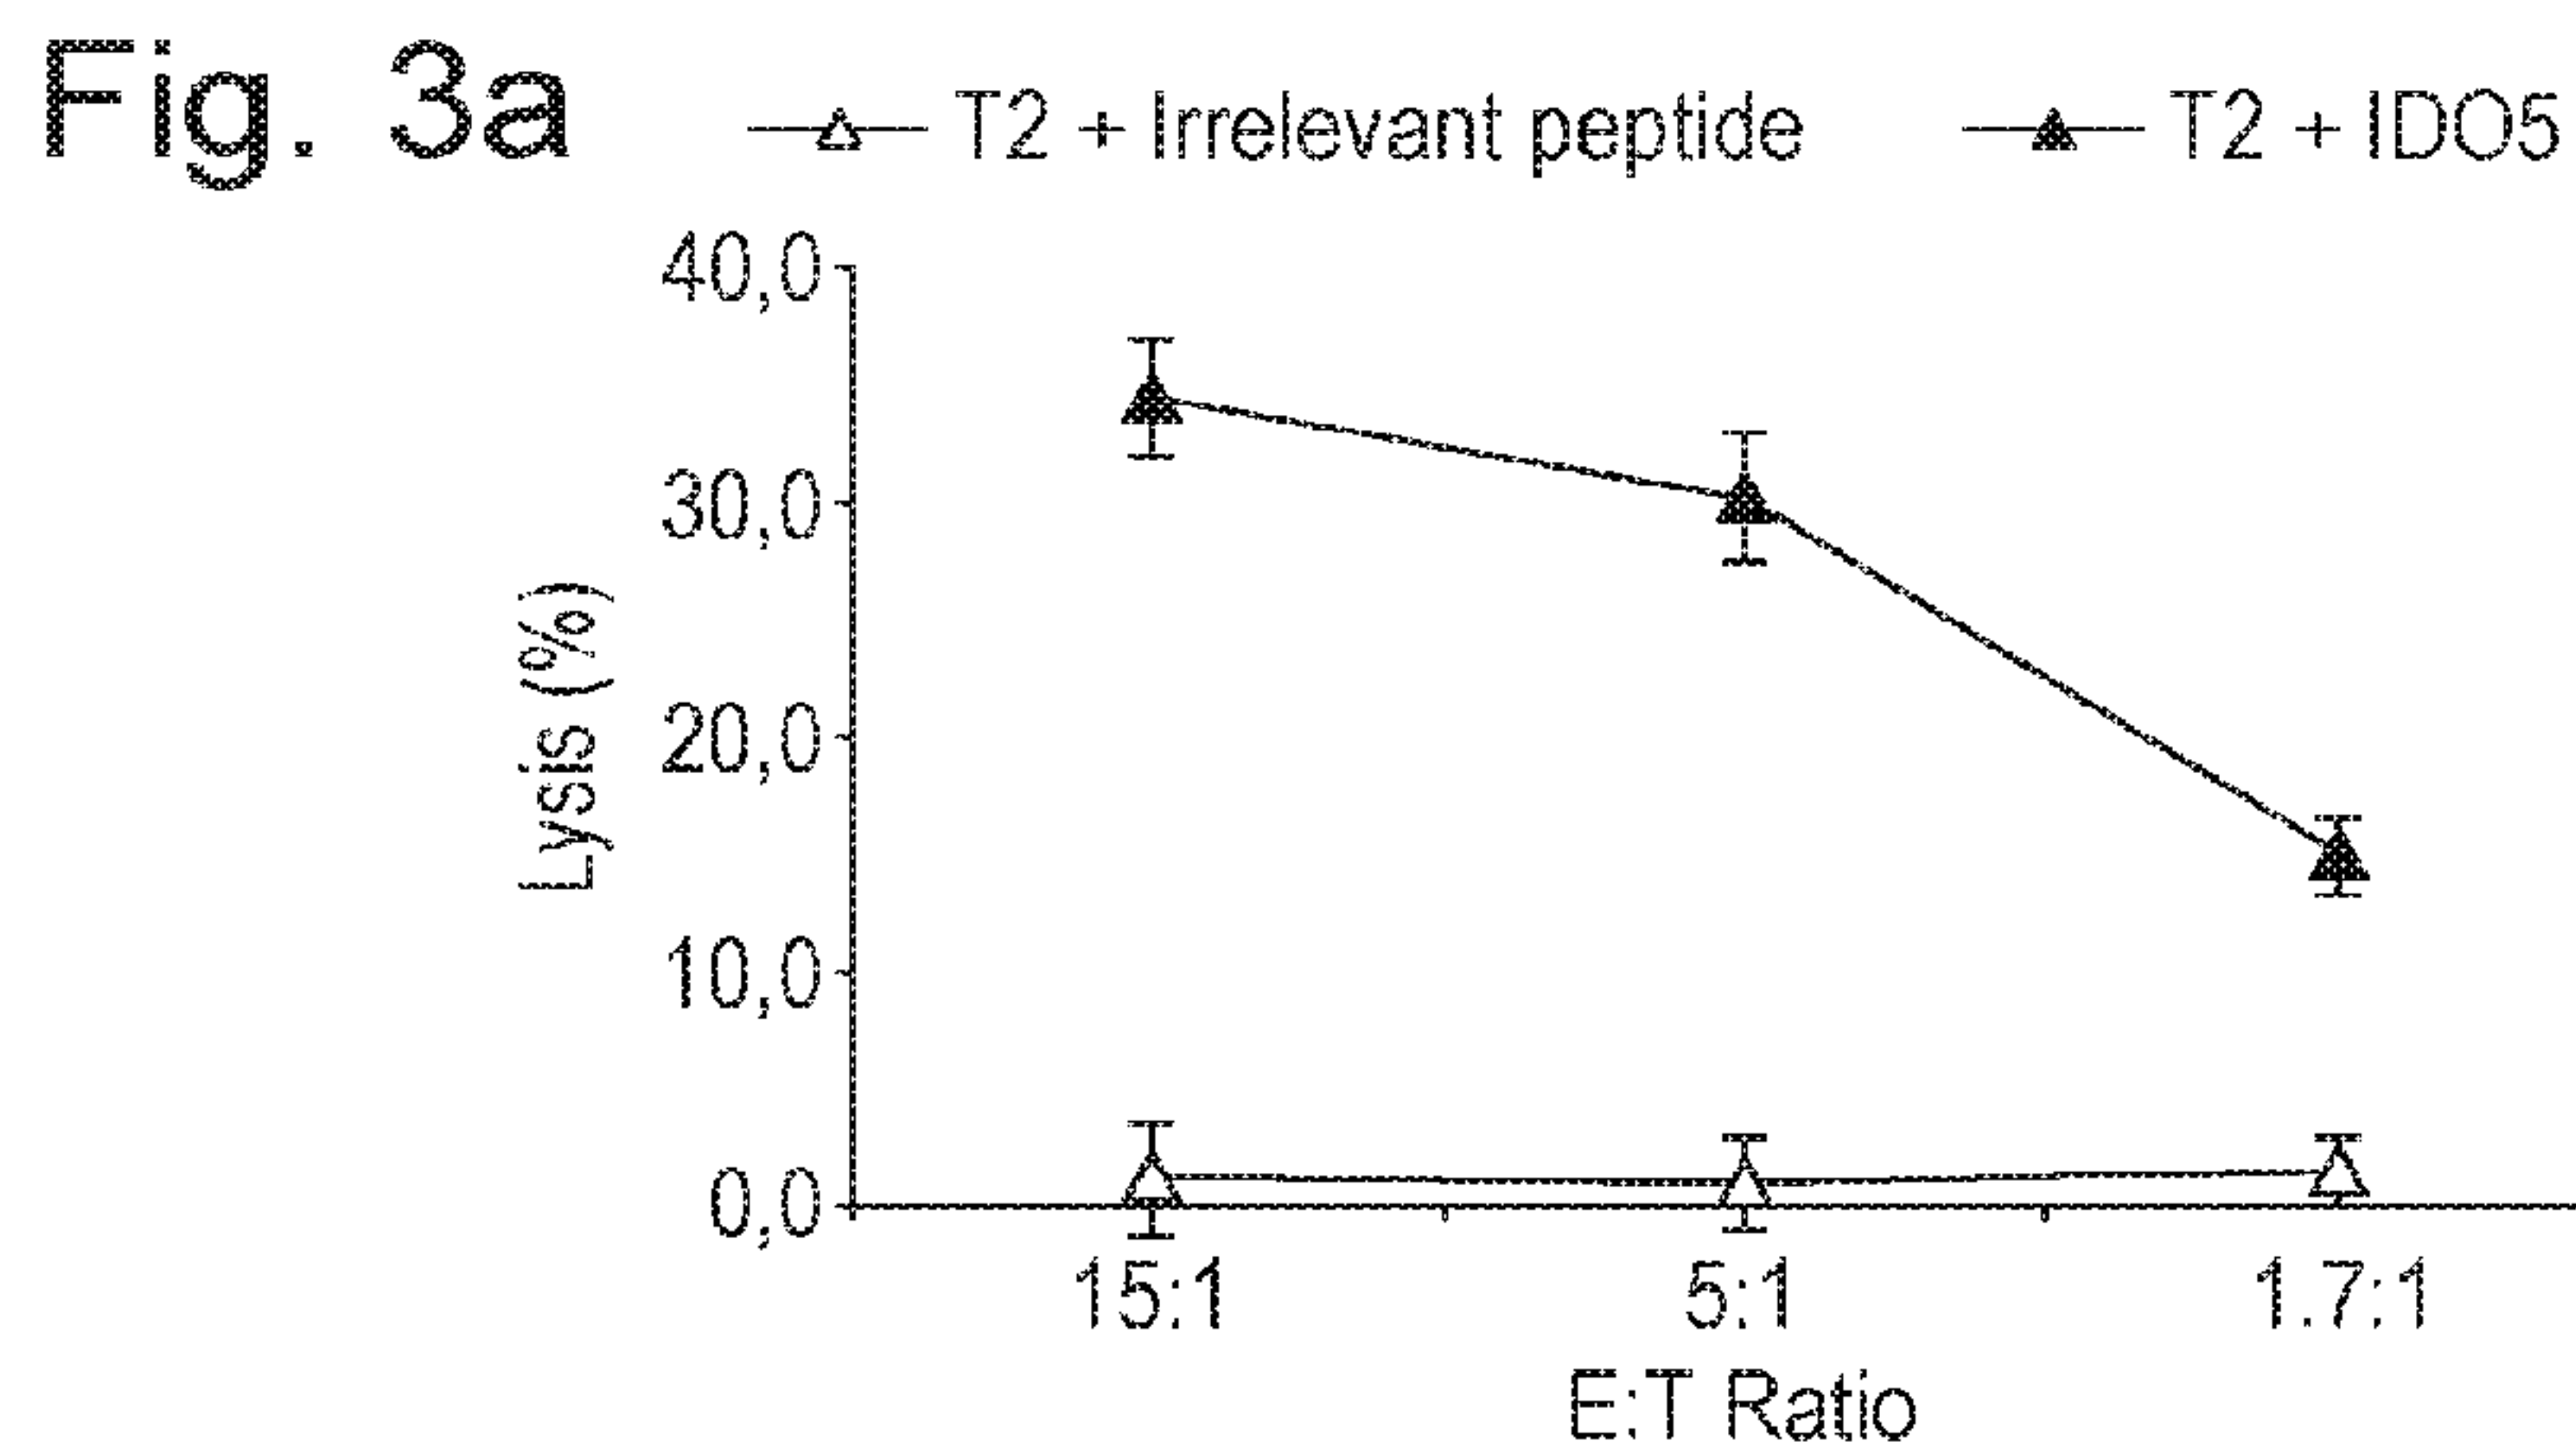 Fig. 3a
T2 + Irrelevant peptide T2 + IDO5
40,0
30,0
20,0
10,0
0,0
Lysis (%)
15:1 5:1 1.7:1
E:T Ratio